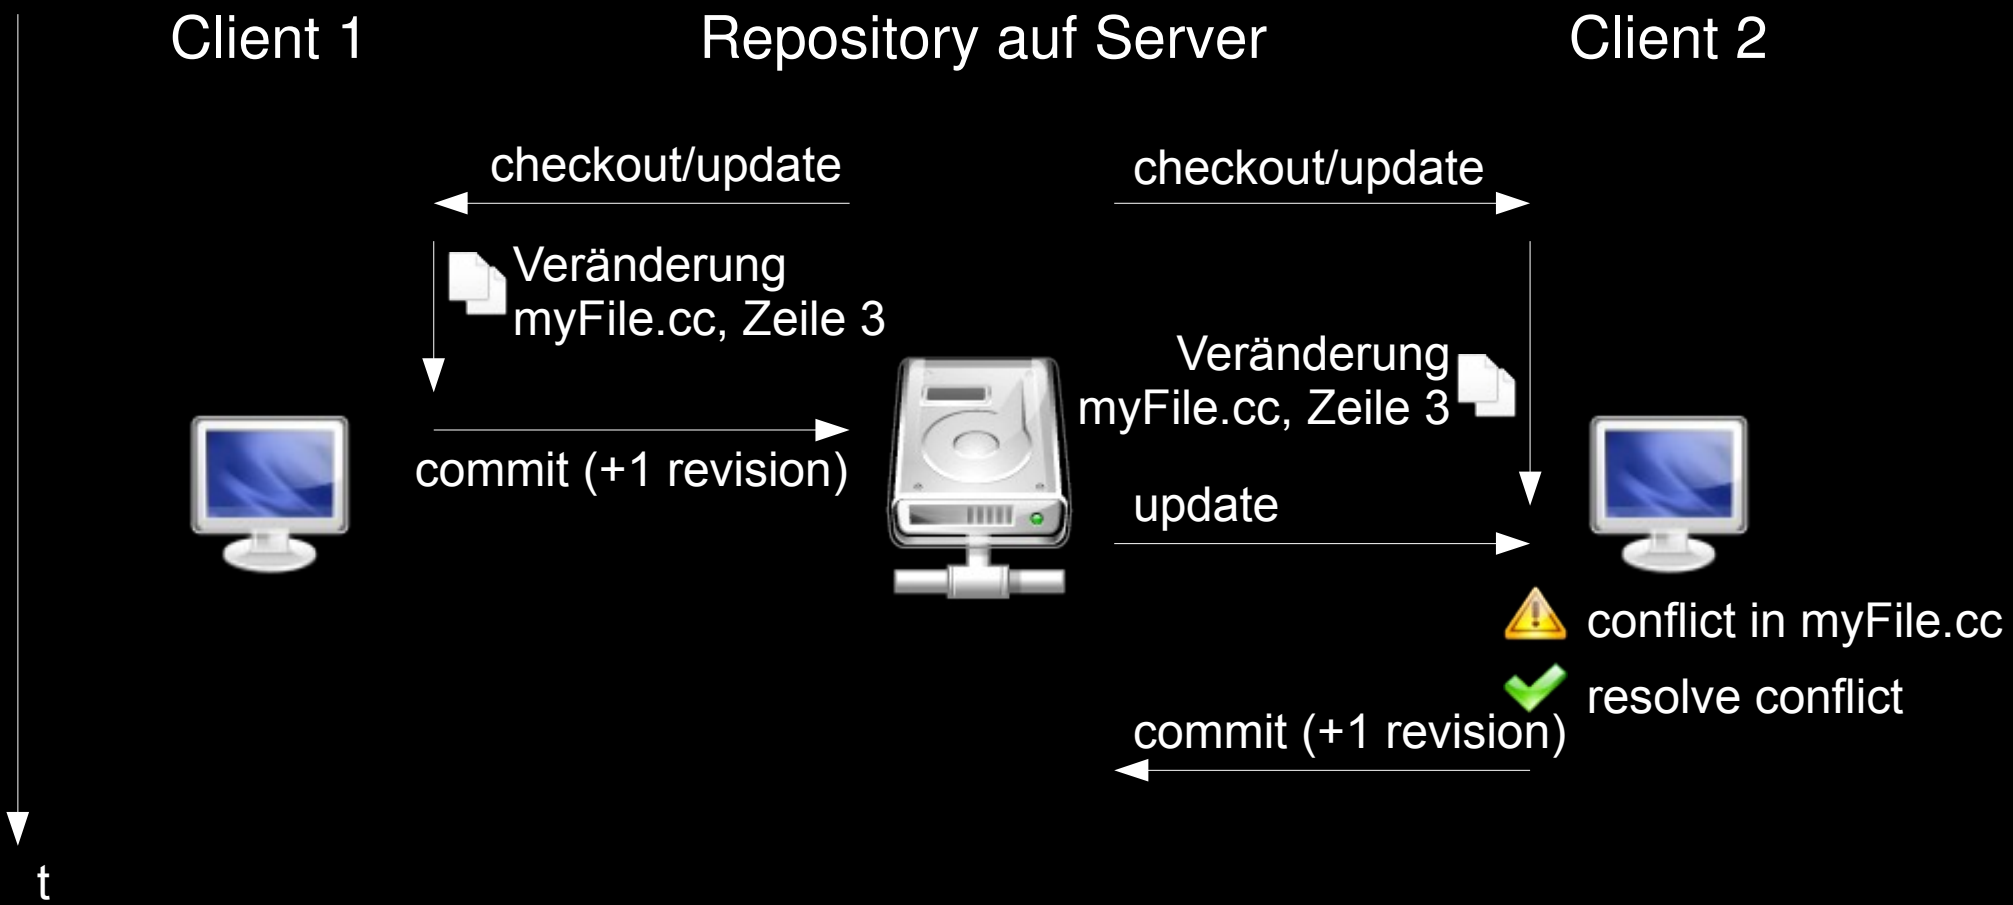 Client 1
Repository auf Server
Client 2
checkout/update
checkout/update
Veränderung
myFile.cc, Zeile 3
Veränderung
myFile.cc, Zeile 3
commit (+1 revision)
update
conflict in myFile.cc
resolve conflict
commit (+1 revision)
t